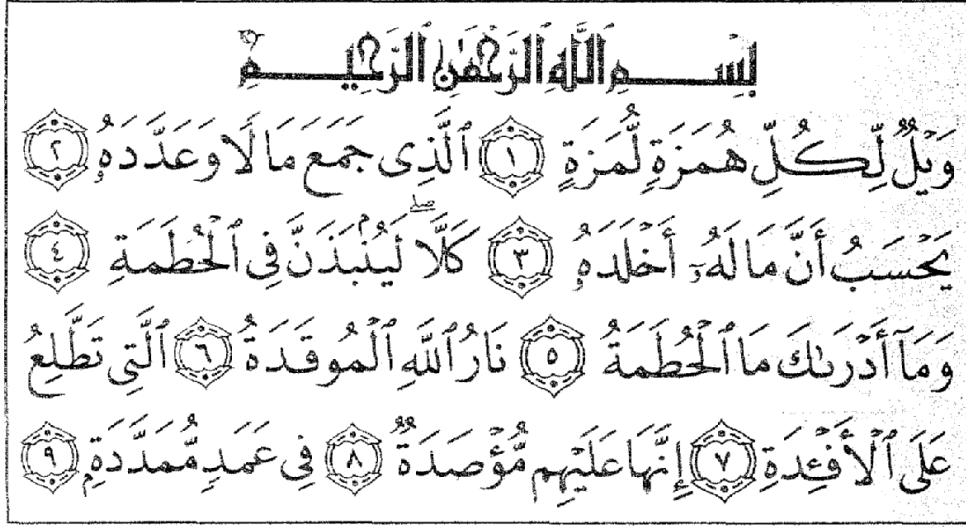 بِسْمِ ٱللَّهِ ٱلرَّحْمَٰنِ ٱلرَّحِيمِ
وَيْلٌ لِّكُلِّ هُمَزَةٍ لُّمَزَةٍ ١ ٱلَّذِى جَمَعَ مَالًا وَعَدَّدَهُۥ ٢
يَحْسَبُ أَنَّ مَالَهُۥٓ أَخْلَدَهُۥ ٣ كَلَّا ۖ لَيُنۢبَذَنَّ فِى ٱلْحُطَمَةِ ٤
وَمَآ أَدْرَىٰكَ مَا ٱلْحُطَمَةُ ٥ نَارُ ٱللَّهِ ٱلْمُوقَدَةُ ٦ ٱلَّتِى تَطَّلِعُ
عَلَى ٱلْأَفْـِٔدَةِ ٧ إِنَّهَا عَلَيْهِم مُّؤْصَدَةٌ ٨ فِى عَمَدٍ مُّمَدَّدَةٍۭ ٩